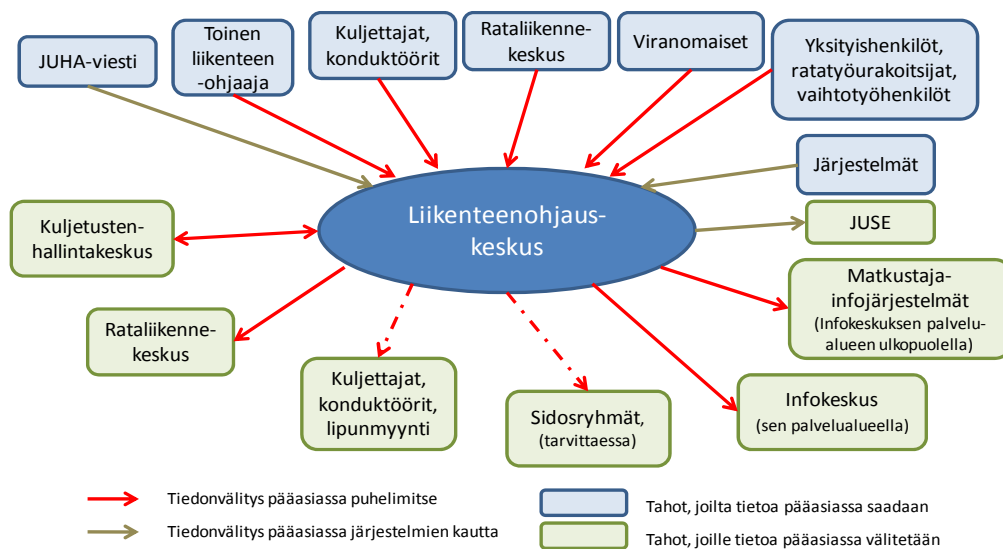 JUHA-viesti
Toinen
liikenteen
-ohjaaja
Kuljettajat,
konduktöörit
Rataliikenne-
keskus
Viranomaiset
Yksityishenkilöt,
ratatyöurakoitsijat,
vaihtotyöhenkilöt
Järjestelmät
Liikenteenohjaus-
keskus
Kuljetusten-
hallintakeskus
JUSE
Matkustaja-
infojärjestelmät
(Infokeskuksen palvelu-
alueen ulkopuolella)
Rataliikenne-
keskus
Kuljettajat,
konduktöörit,
lipunmyynti
Sidosryhmät,
(tarvittaessa)
Infokeskus
(sen palvelualueella)
Tiedonvälitys pääasiassa puhelimitse
Tiedonvälitys pääasiassa järjestelmien kautta
Tahot, joilta tietoa pääasiassa saadaan
Tahot, joille tietoa pääasiassa välitetään